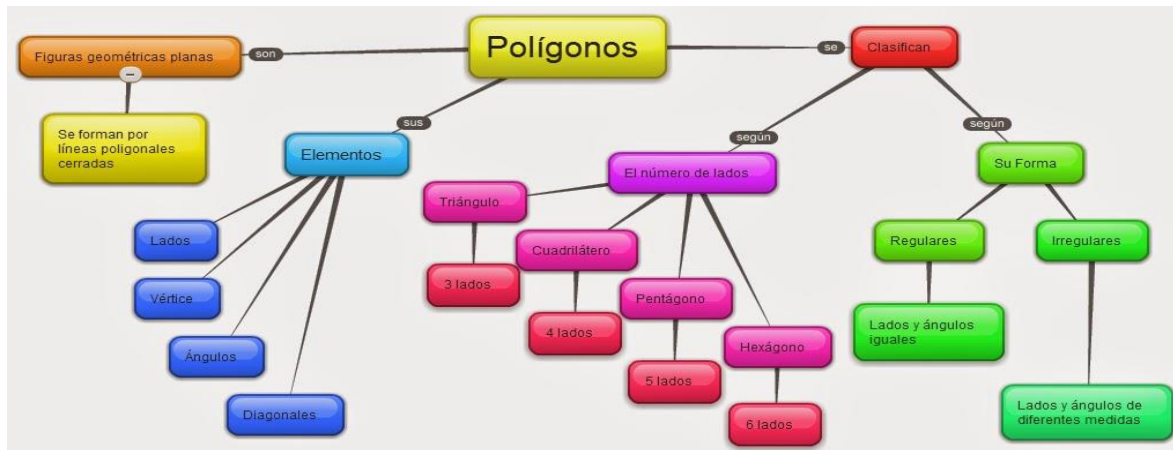 Polígonos
son
Figuras geométricas planas
Se forman por
líneas poligonales
cerradas
sus
Elementos
Lados
Vértice
Ángulos
Diagonales
se
Clasifican
según
El número de lados
Triángulo
3 lados
Cuadrilátero
4 lados
Pentágono
5 lados
Hexágono
6 lados
según
Su Forma
Regulares
Lados y ángulos
iguales
Irregulares
Lados y ángulos de
diferentes medidas